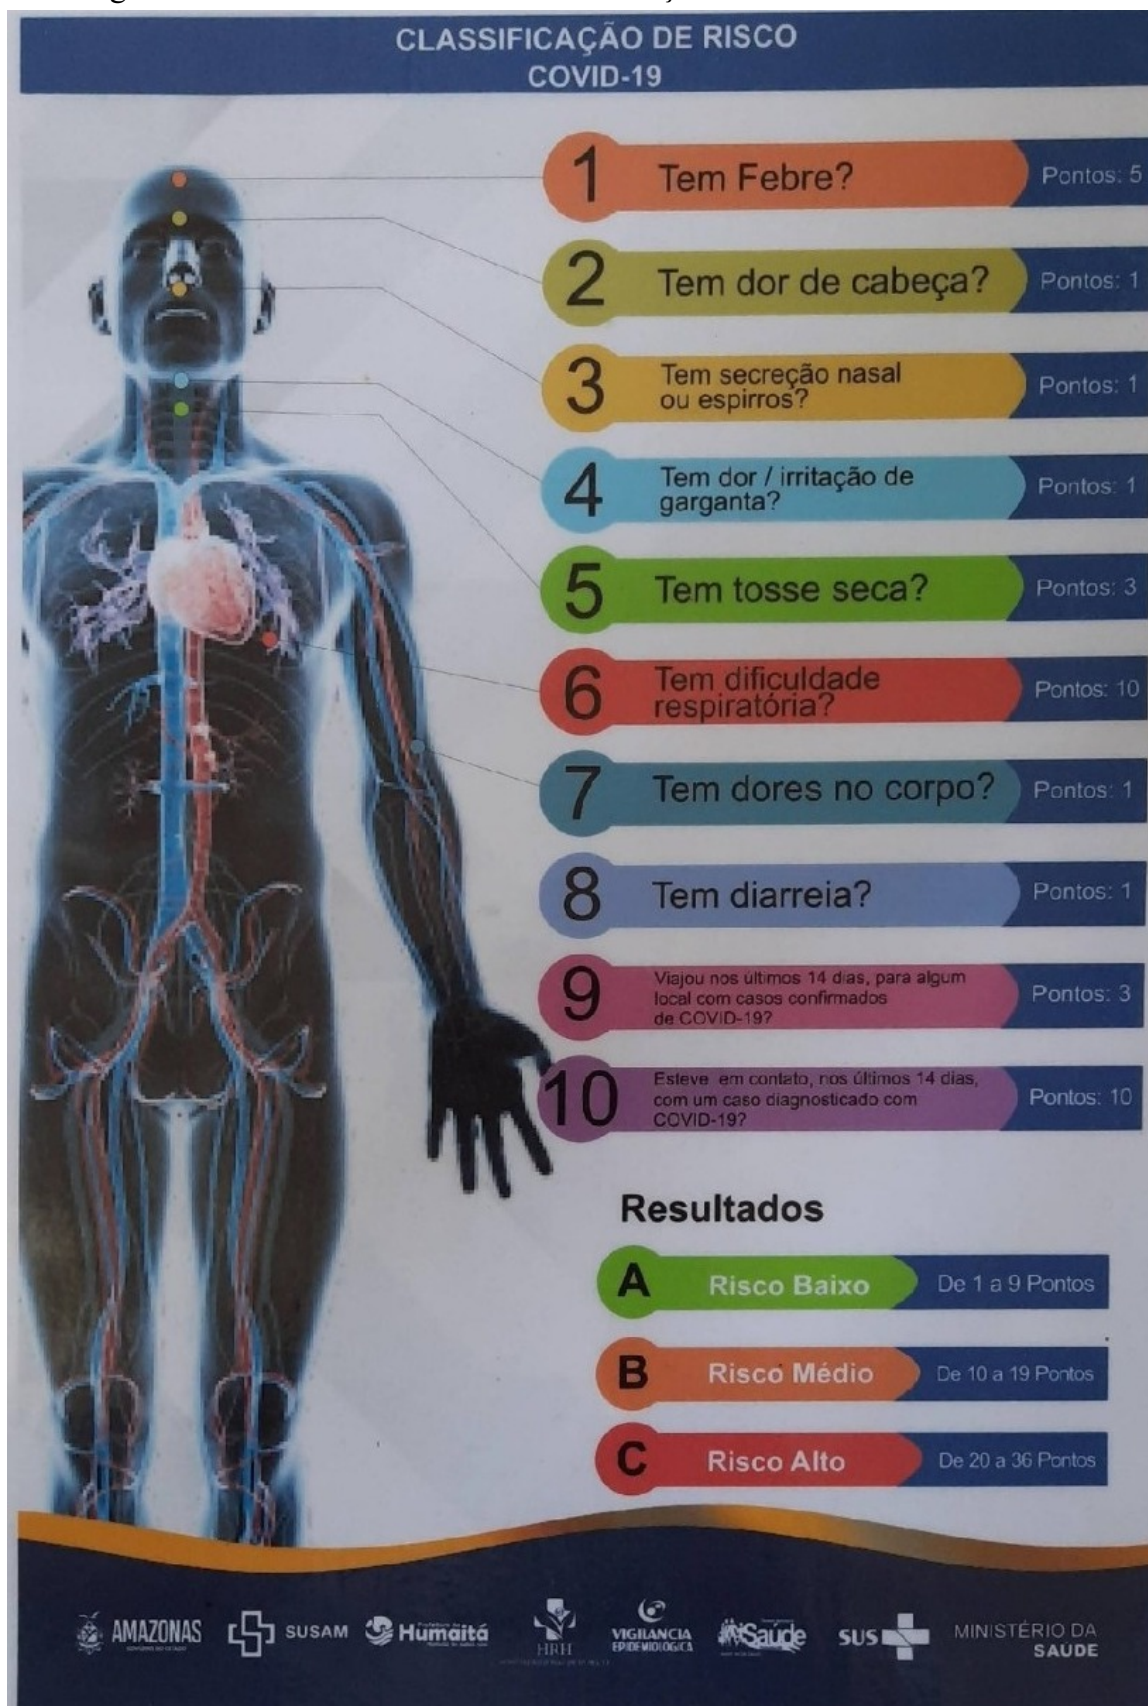 CLASSIFICAÇÃO DE RISCO
COVID-19
1
Tem Febre?
Pontos: 5
2
Tem dor de cabeça?
Pontos: 1
3
Tem secreção nasal
ou espirros?
Pontos: 1
4
Tem dor / irritação de
garganta?
Pontos: 1
5
Tem tosse seca?
Pontos: 3
6
Tem dificuldade
respiratória?
Pontos: 10
7
Tem dores no corpo?
Pontos: 1
8
Tem diarreia?
Pontos: 1
9
Viajou nos últimos 14 dias, para algum
local com casos confirmados
de COVID-19?
Pontos: 3
10
Esteve em contato, nos últimos 14 dias,
com um caso diagnosticado com
COVID-19?
Pontos: 10
Resultados
A
Risco Baixo
De 1 a 9 Pontos
B
Risco Médio
De 10 a 19 Pontos
C
Risco Alto
De 20 a 36 Pontos
AMAZONAS
SUSAM
Humaitá
HRH
VIGILANCIA
EPIDEMIOLÓGICA
Saúde
SUS
MINISTÉRIO DA
SAÚDE